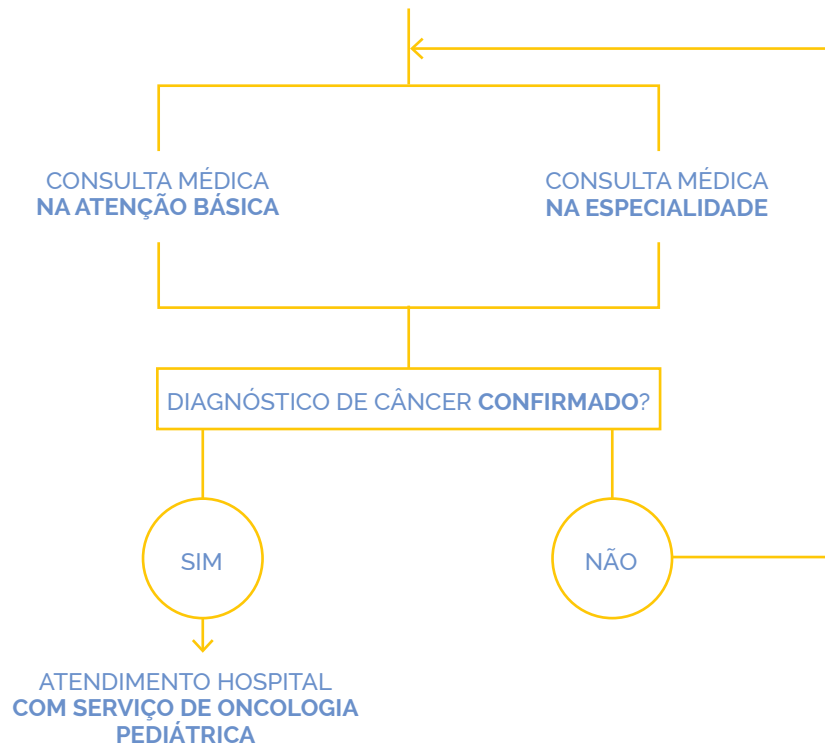 CONSULTA MÉDICA
NA ATENÇÃO BÁSICA
CONSULTA MÉDICA
NA ESPECIALIDADE
DIAGNÓSTICO DE CÂNCER CONFIRMADO?
SIM
NÃO
ATENDIMENTO HOSPITAL
COM SERVIÇO DE ONCOLOGIA
PEDIÁTRICA